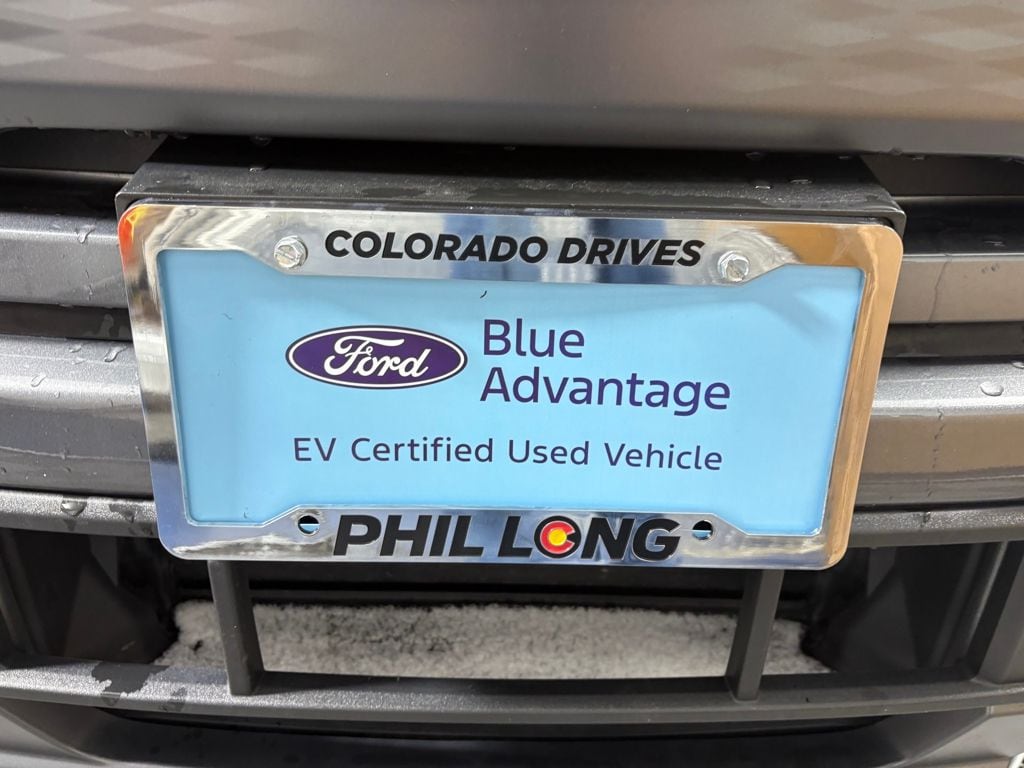 COLORADO DRIVES
Ford
Blue
Advantage
EV Certified Used Vehicle
PHIL LONG